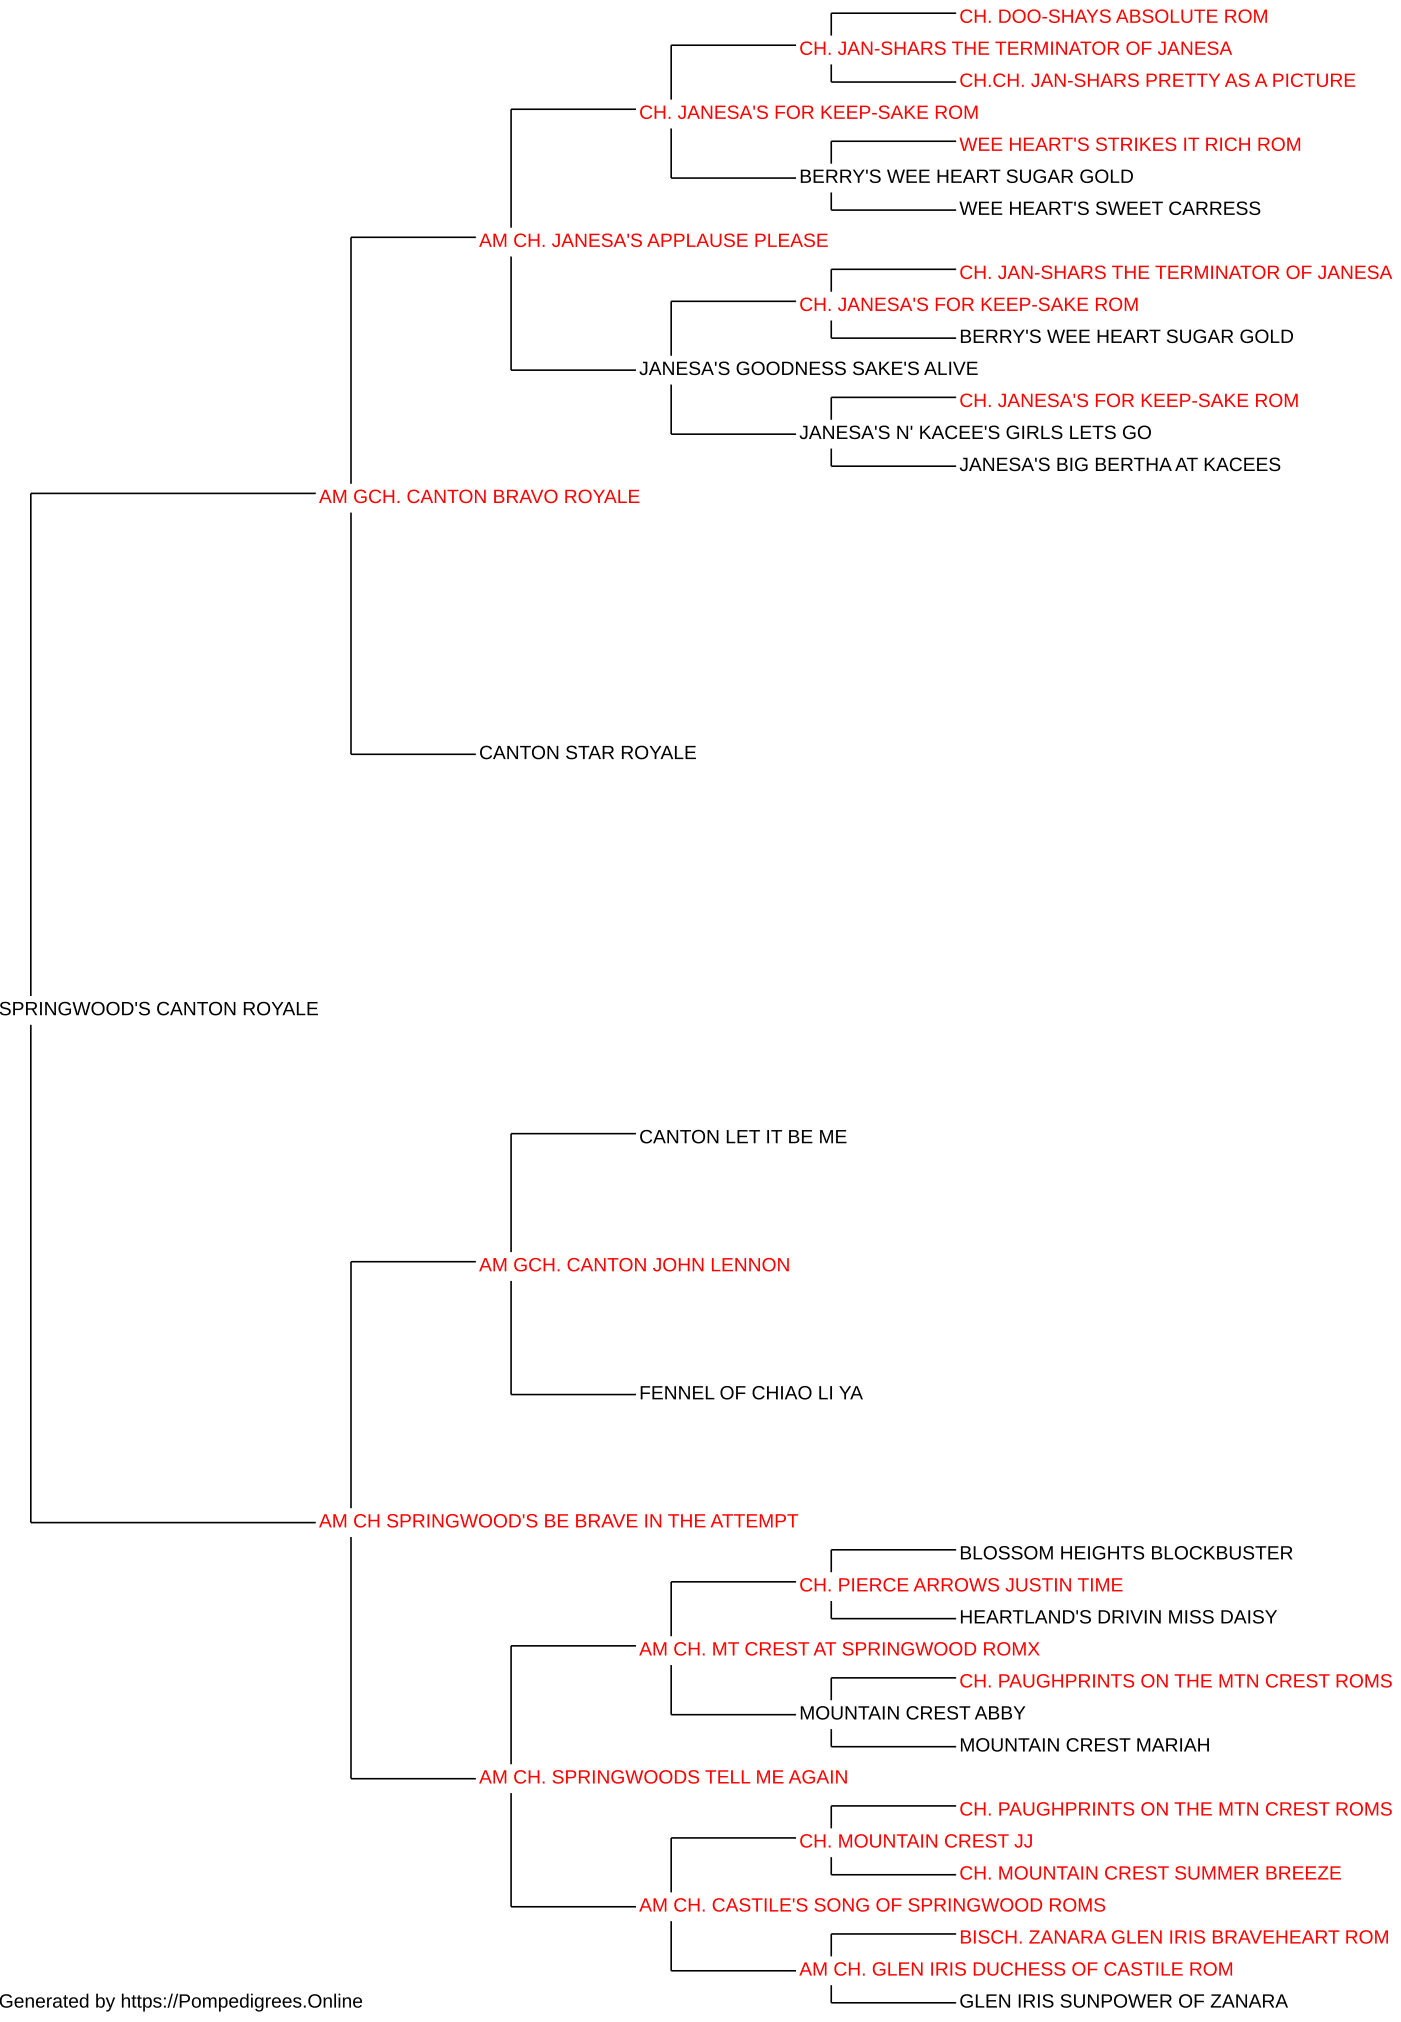 CH. DOO-SHAYS ABSOLUTE ROM
CH. JAN-SHARS THE TERMINATOR OF JANESA
CH.CH. JAN-SHARS PRETTY AS A PICTURE
CH. JANESA'S FOR KEEP-SAKE ROM
WEE HEART'S STRIKES IT RICH ROM
BERRY'S WEE HEART SUGAR GOLD
WEE HEART'S SWEET CARRESS
AM CH. JANESA'S APPLAUSE PLEASE
CH. JAN-SHARS THE TERMINATOR OF JANESA
CH. JANESA'S FOR KEEP-SAKE ROM
BERRY'S WEE HEART SUGAR GOLD
JANESA'S GOODNESS SAKE'S ALIVE
CH. JANESA'S FOR KEEP-SAKE ROM
JANESA'S N' KACEE'S GIRLS LETS GO
JANESA'S BIG BERTHA AT KACEES
AM GCH. CANTON BRAVO ROYALE
CANTON STAR ROYALE
SPRINGWOOD'S CANTON ROYALE
CANTON LET IT BE ME
AM GCH. CANTON JOHN LENNON
FENNEL OF CHIAO LI YA
AM CH SPRINGWOOD'S BE BRAVE IN THE ATTEMPT
BLOSSOM HEIGHTS BLOCKBUSTER
CH. PIERCE ARROWS JUSTIN TIME
HEARTLAND'S DRIVIN MISS DAISY
AM CH. MT CREST AT SPRINGWOOD ROMX
CH. PAUGHPRINTS ON THE MTN CREST ROMS
MOUNTAIN CREST ABBY
MOUNTAIN CREST MARIAH
AM CH. SPRINGWOODS TELL ME AGAIN
CH. PAUGHPRINTS ON THE MTN CREST ROMS
CH. MOUNTAIN CREST JJ
CH. MOUNTAIN CREST SUMMER BREEZE
AM CH. CASTILE'S SONG OF SPRINGWOOD ROMS
BISCH. ZANARA GLEN IRIS BRAVEHEART ROM
AM CH. GLEN IRIS DUCHESS OF CASTILE ROM
GLEN IRIS SUNPOWER OF ZANARA
Generated by https://Pompedigrees.Online